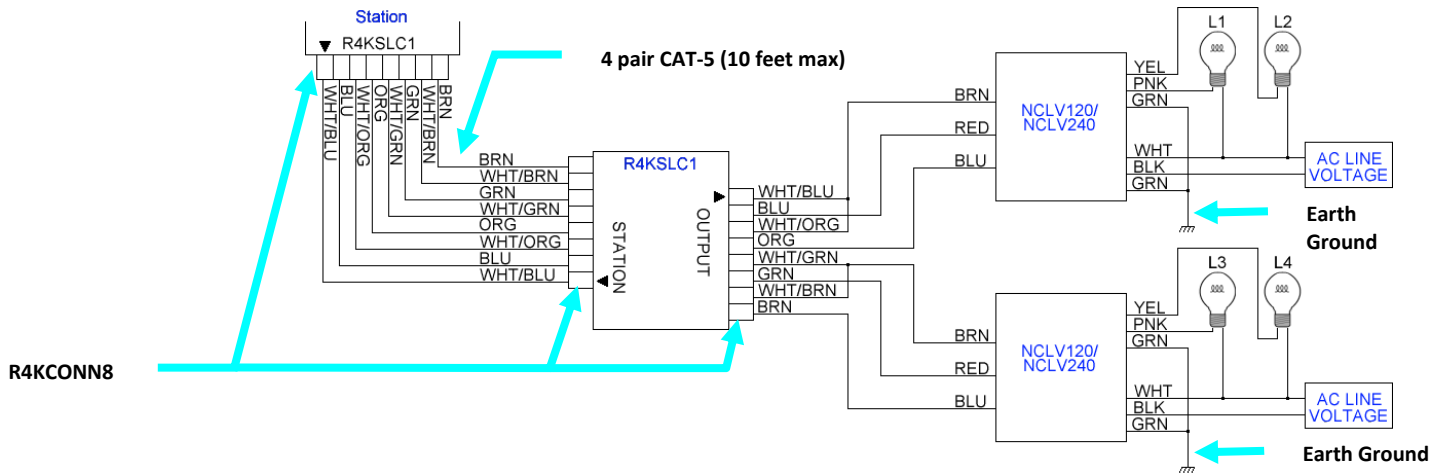 Station
R4KSLC1
WHT/BLU
BLU
WHT/ORG
ORG
WHT/GRN
GRN
WHT/BRN
BRN
4 pair CAT-5 (10 feet max)
BRN
WHT/BRN
GRN
WHT/GRN
ORG
WHT/ORG
BLU
WHT/BLU
R4KSLC1
STATION
OUTPUT
WHT/BLU
BLU
WHT/ORG
ORG
WHT/GRN
GRN
WHT/BRN
BRN
BRN
RED
BLU
NCLV120/
NCLV240
YEL
PNK
GRN
WHT
BLK
GRN
L1
L2
AC LINE
VOLTAGE
Earth
Ground
BRN
RED
BLU
NCLV120/
NCLV240
YEL
PNK
GRN
WHT
BLK
GRN
L3
L4
AC LINE
VOLTAGE
Earth Ground
R4KCONN8